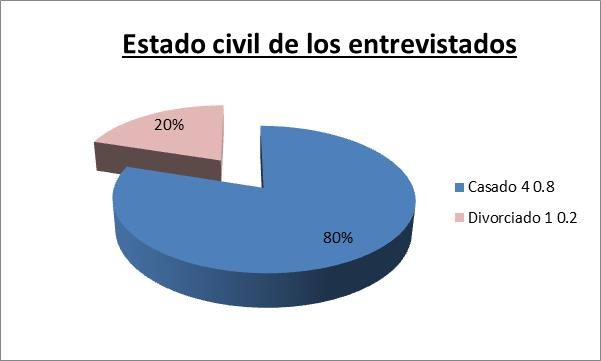 Estado civil de los entrevistados
20%
80%
Casado 4 0.8
Divorciado 1 0.2